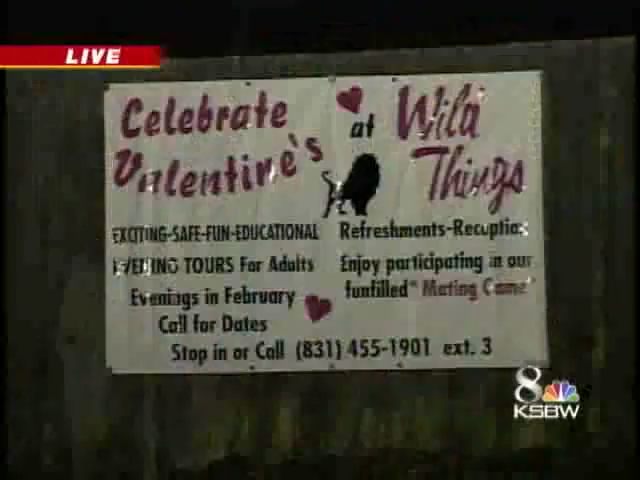 LIVE
Celebrate Valentine's at Wild Things
EXCITING-SAFE-FUN-EDUCATIONAL
EVENING TOURS For Adults
Evenings in February
Call for Dates
Refreshments-Reception
Enjoy participating in our
funfilled "Mating Game"
Stop in or Call (831) 455-1901 ext. 3
8
KSBW